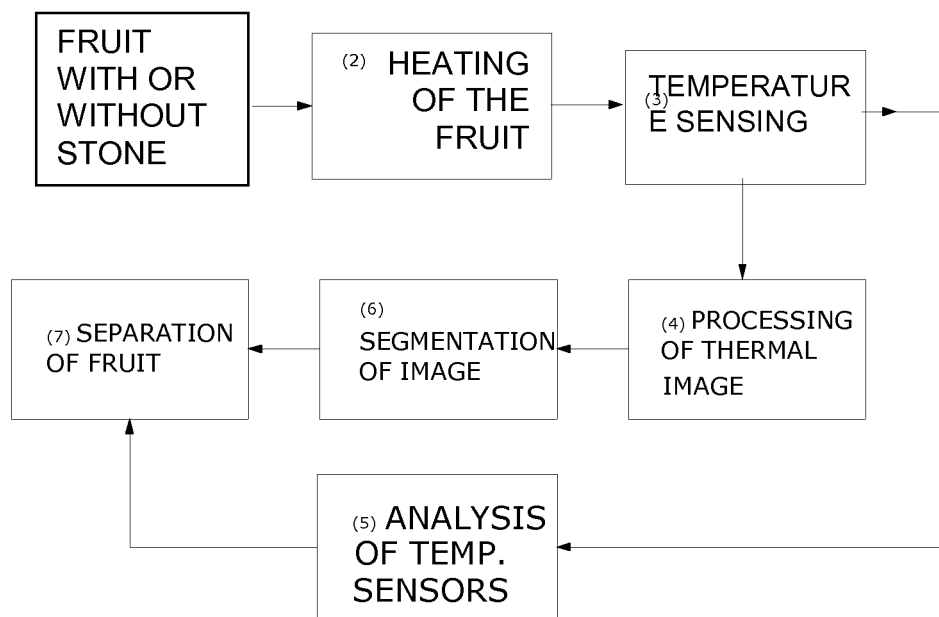 FRUIT
WITH OR
WITHOUT
STONE
(2) HEATING
OF THE
FRUIT
TEMPERATUR
(3) E SENSING
(7) SEPARATION
OF FRUIT
(6)
SEGMENTATION
OF IMAGE
(4) PROCESSING
OF THERMAL
IMAGE
(5) ANALYSIS
OF TEMP.
SENSORS